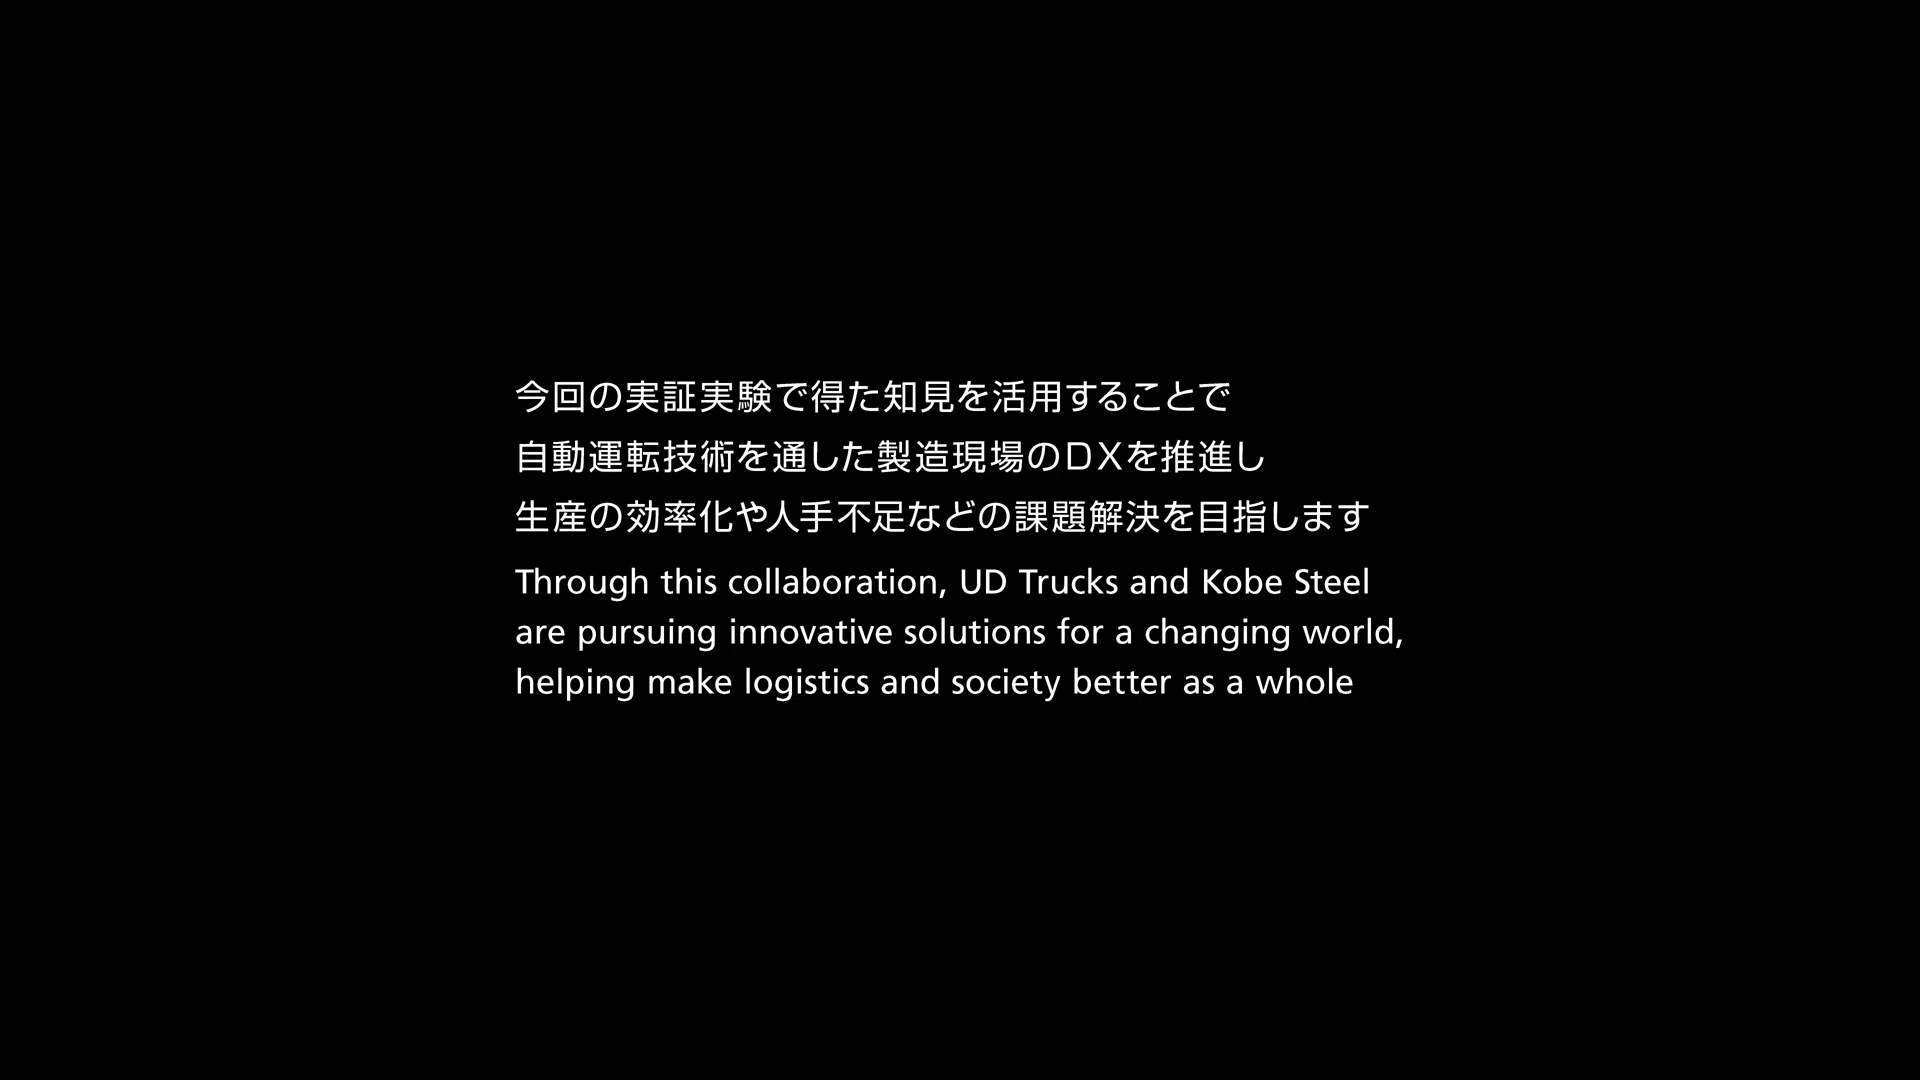 今回の実証実験で得た知見を活用することで
自動運転技術を通した製造現場のDXを推進し
生産の効率化や人手不足などの課題解決を目指します
Through this collaboration, UD Trucks and Kobe Steel
are pursuing innovative solutions for a changing world,
helping make logistics and society better as a whole